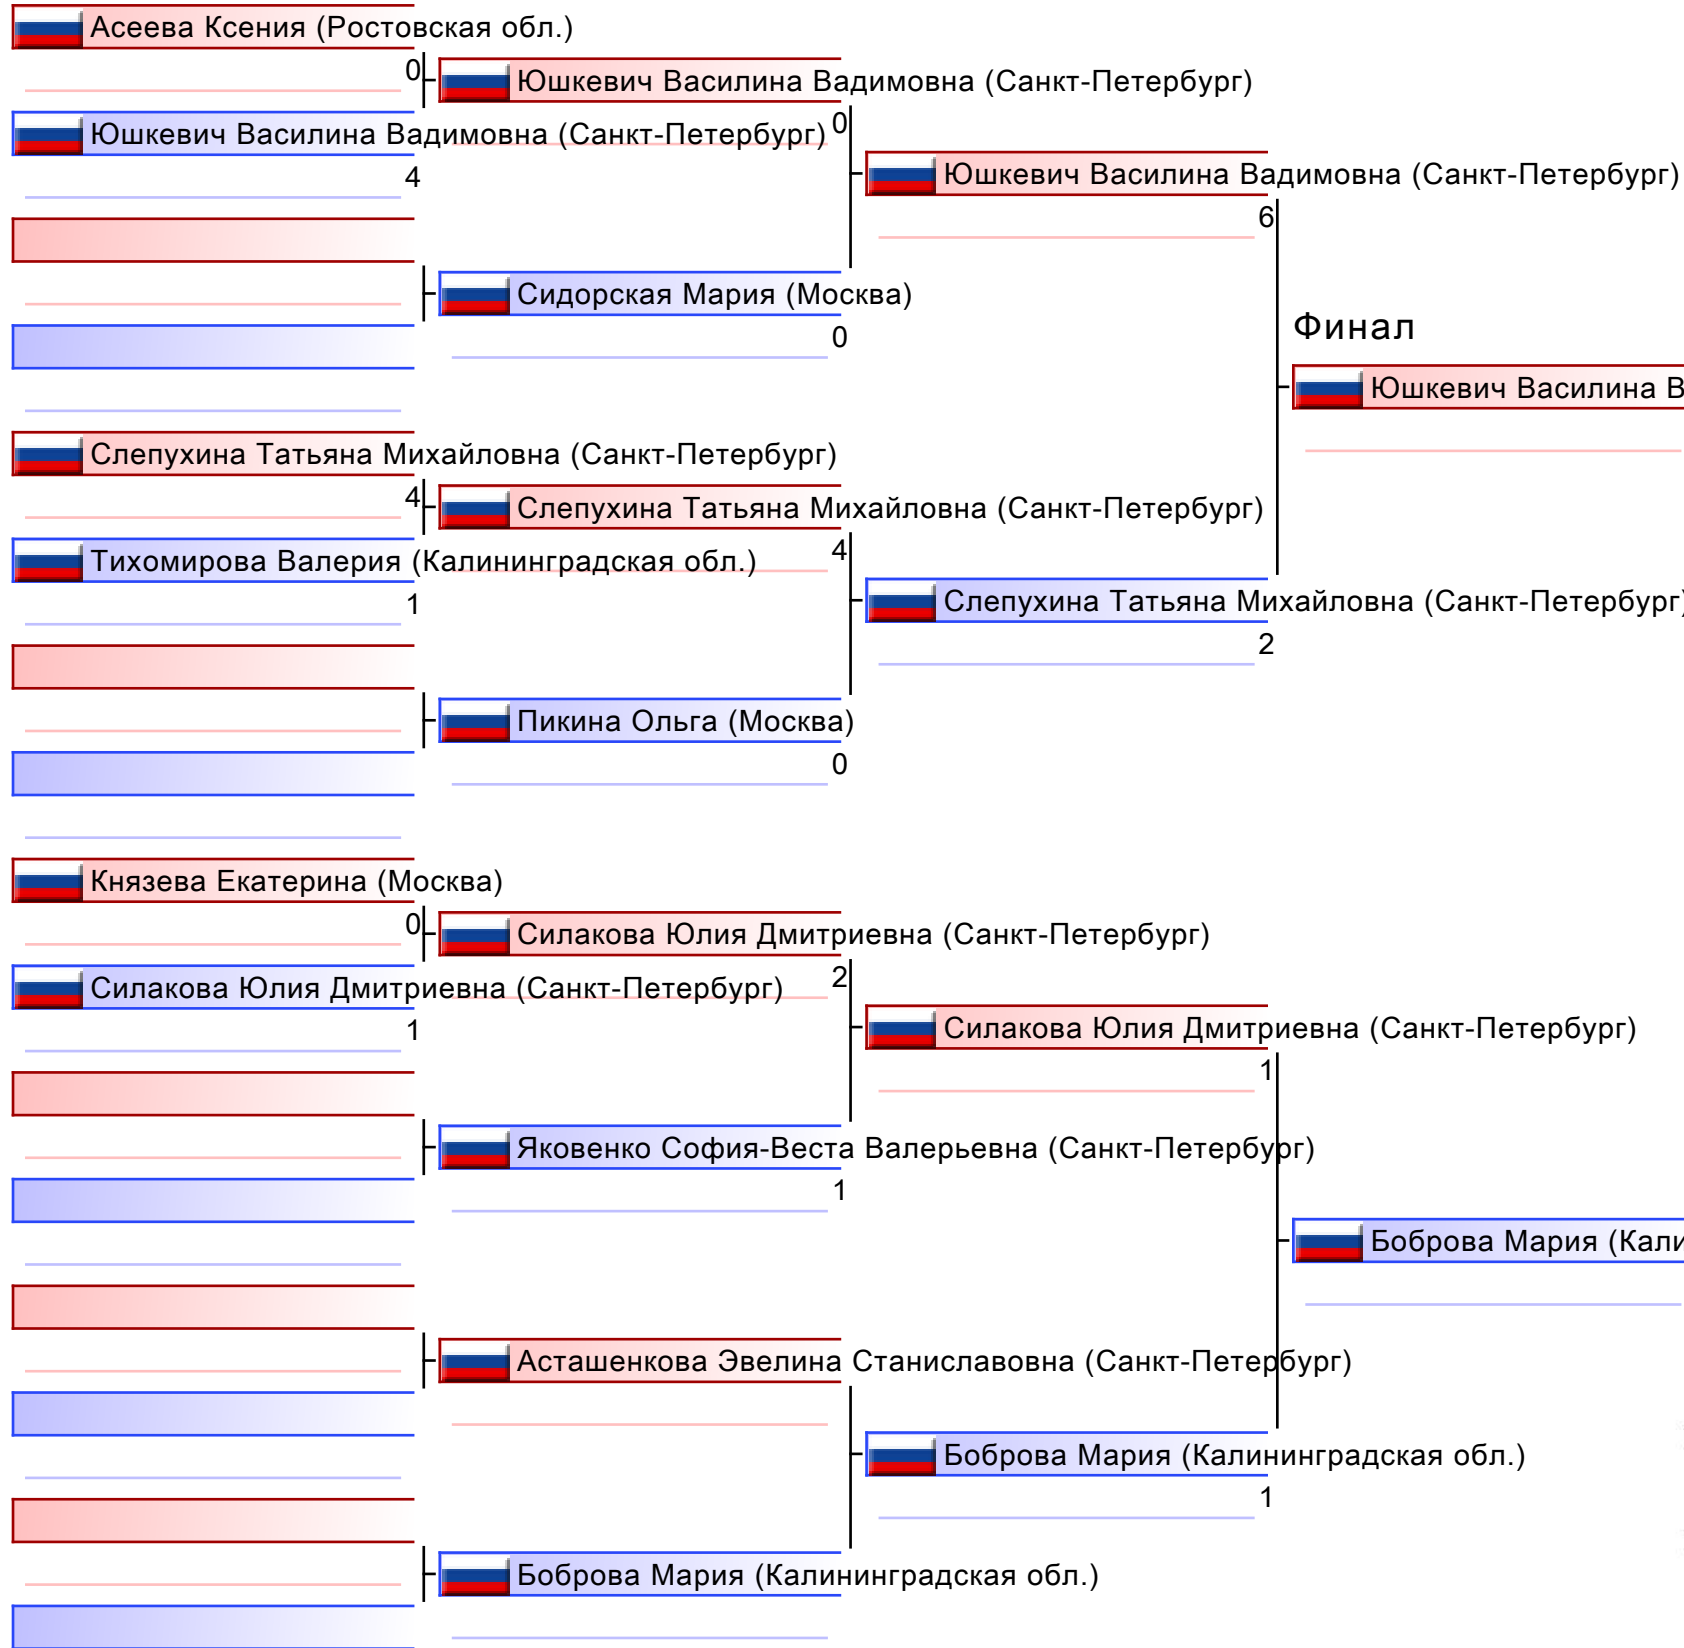 Асеева Ксения (Ростовская обл.)
0
Юшкевич Василина Вадимовна (Санкт-Петербург)
Юшкевич Василина Вадимовна (Санкт-Петербург)
0
4
Юшкевич Василина Вадимовна (Санкт-Петербург)
6
Сидорская Мария (Москва)
0
Финал
Юшкевич Василина В
Слепухина Татьяна Михайловна (Санкт-Петербург)
4
Слепухина Татьяна Михайловна (Санкт-Петербург)
Тихомирова Валерия (Калининградская обл.)
4
1
Слепухина Татьяна Михайловна (Санкт-Петербург)
2
Пикина Ольга (Москва)
0
Князева Екатерина (Москва)
0
Силакова Юлия Дмитриевна (Санкт-Петербург)
Силакова Юлия Дмитриевна (Санкт-Петербург)
2
1
Силакова Юлия Дмитриевна (Санкт-Петербург)
1
Яковенко София-Веста Валерьевна (Санкт-Петербург)
1
Боброва Мария (Кали
Асташенкова Эвелина Станиславовна (Санкт-Петербург)
Боброва Мария (Калининградская обл.)
1
Боброва Мария (Калининградская обл.)